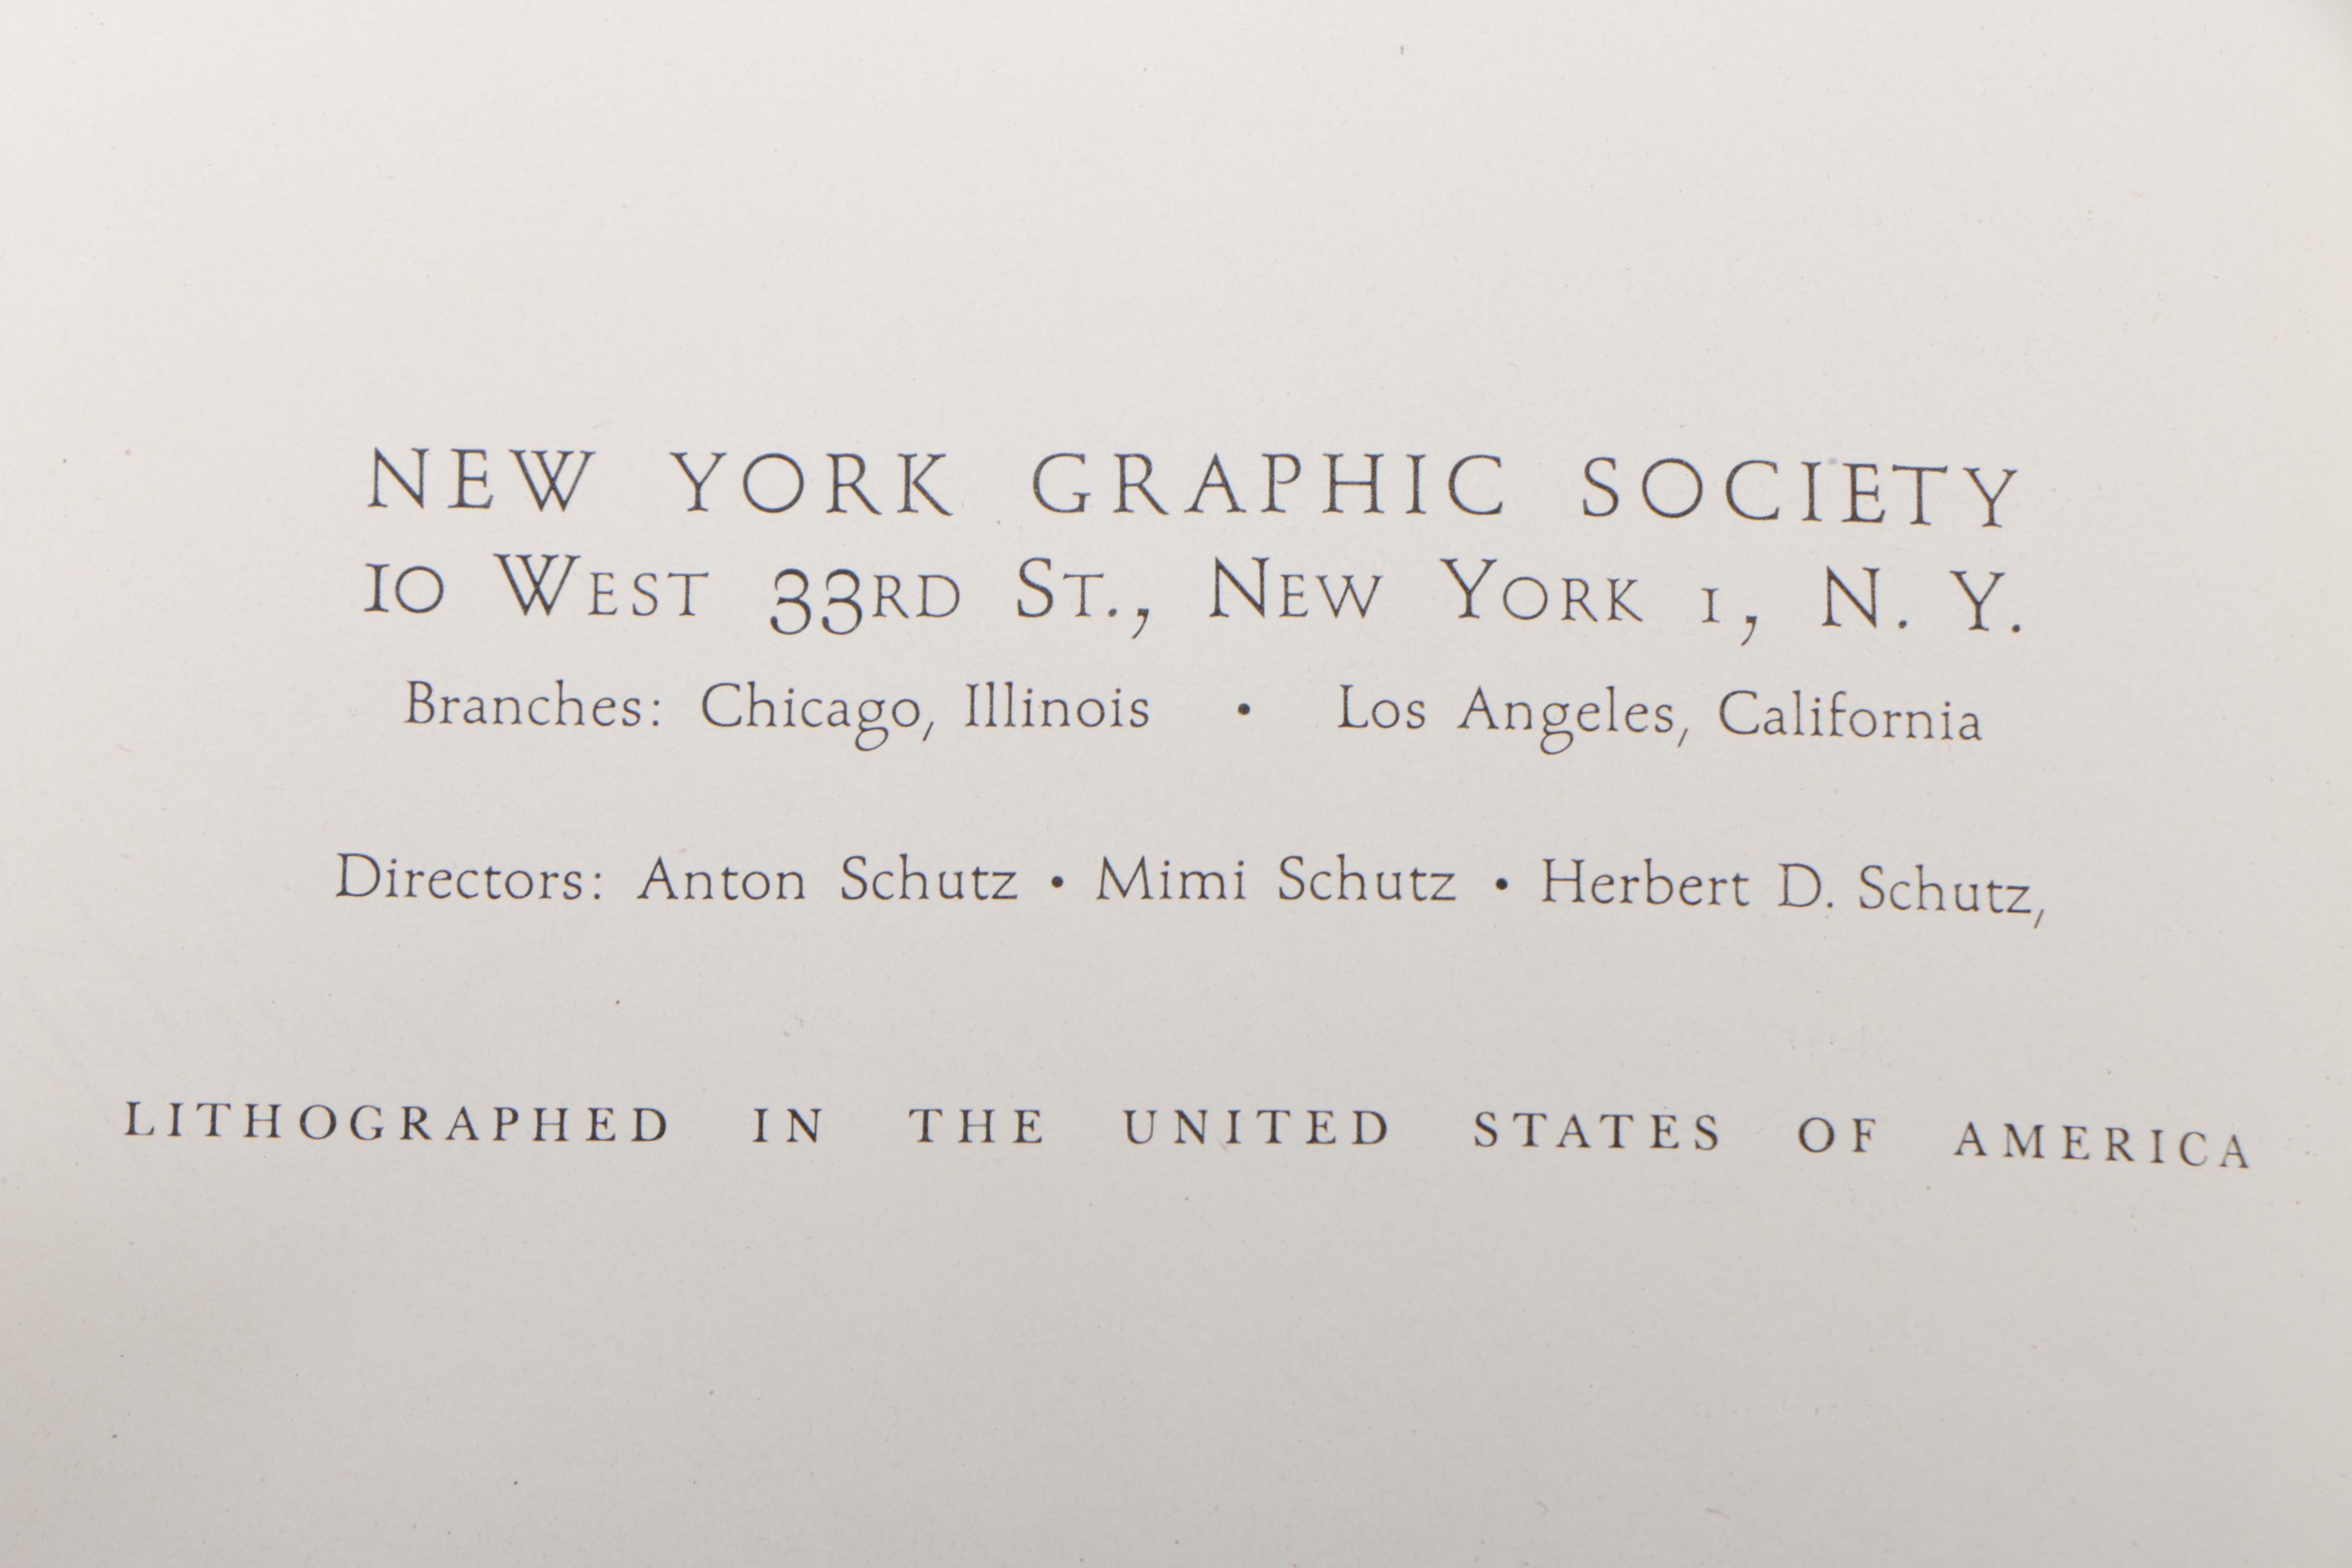 NEW YORK GRAPHIC SOCIETY
10 WEST 33RD ST., NEW YORK 1, N. Y.
Branches: Chicago, Illinois • Los Angeles, California
Directors: Anton Schutz • Mimi Schutz • Herbert D. Schutz,
LITHOGRAPHED IN THE UNITED STATES OF AMERICA